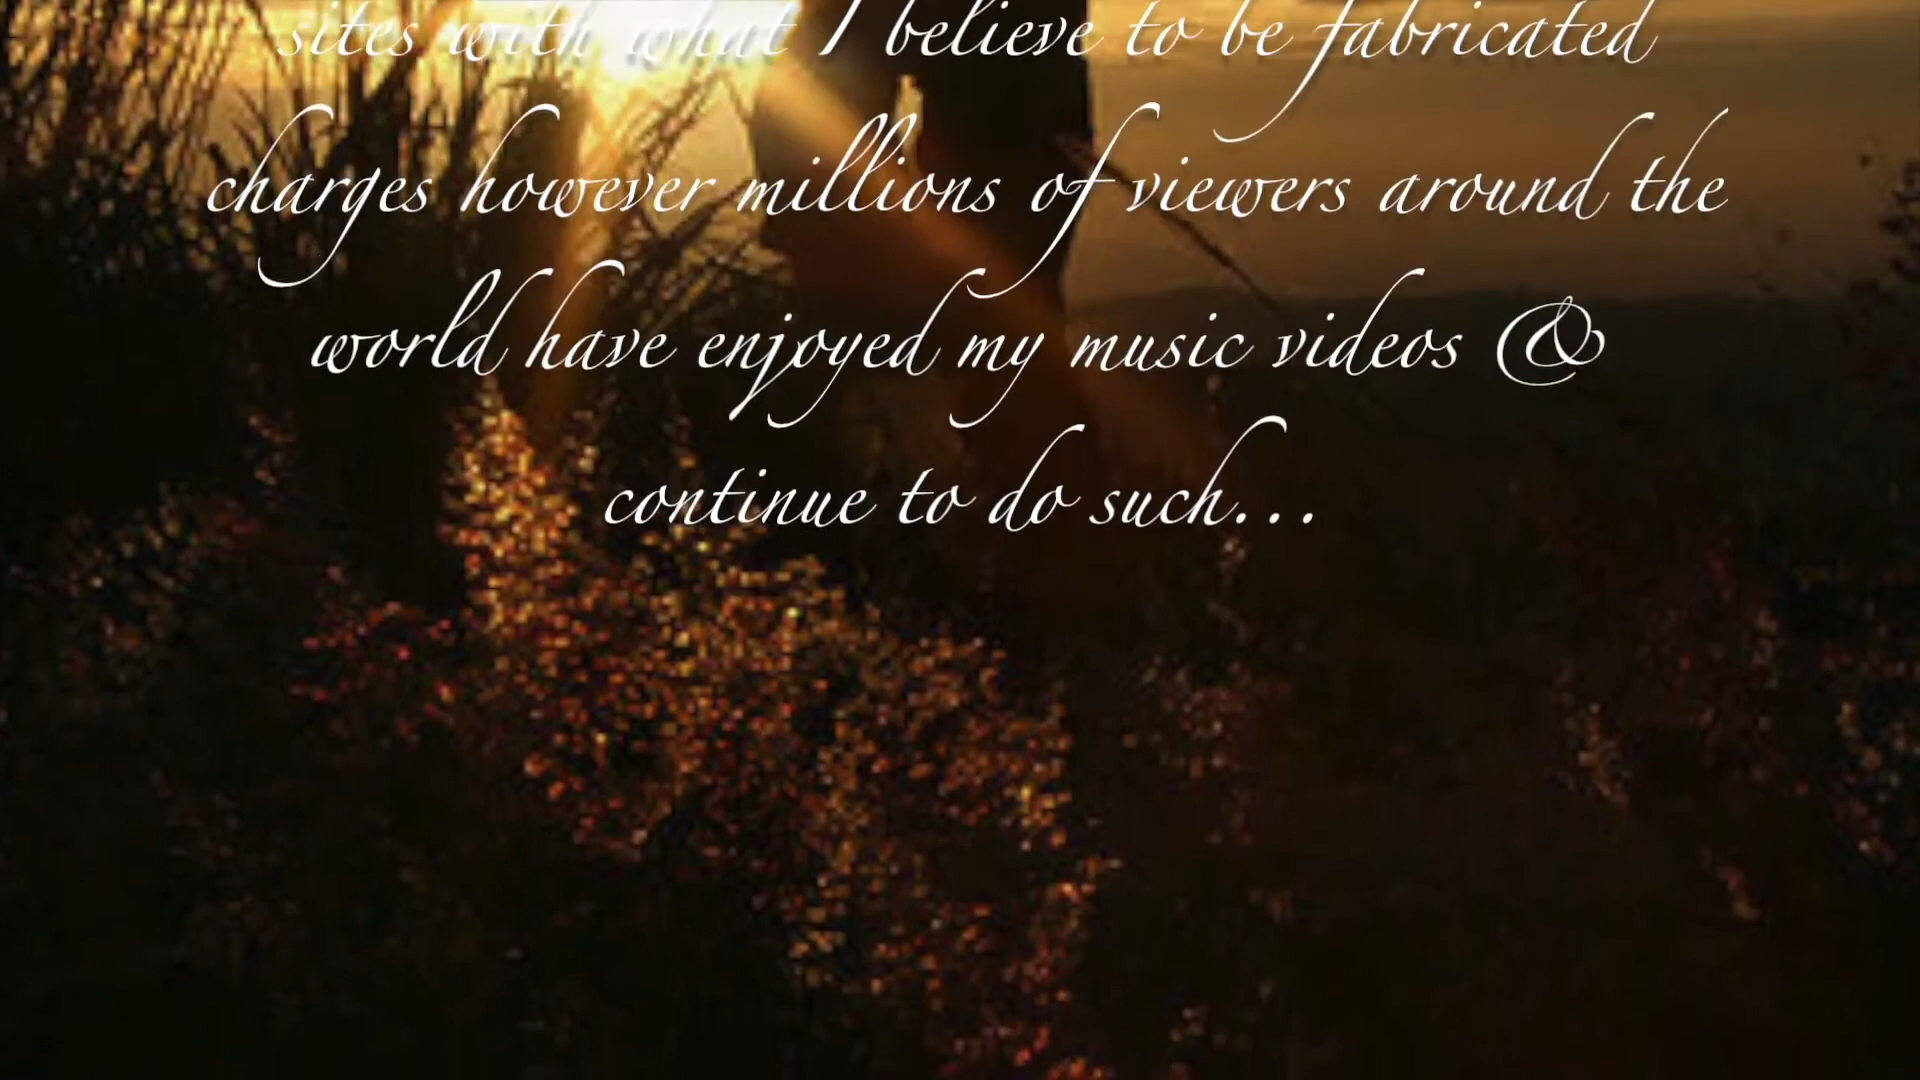 sites with what I believe to be fabricated
charges however millions of viewers around the
world have enjoyed my music videos &
continue to do such...